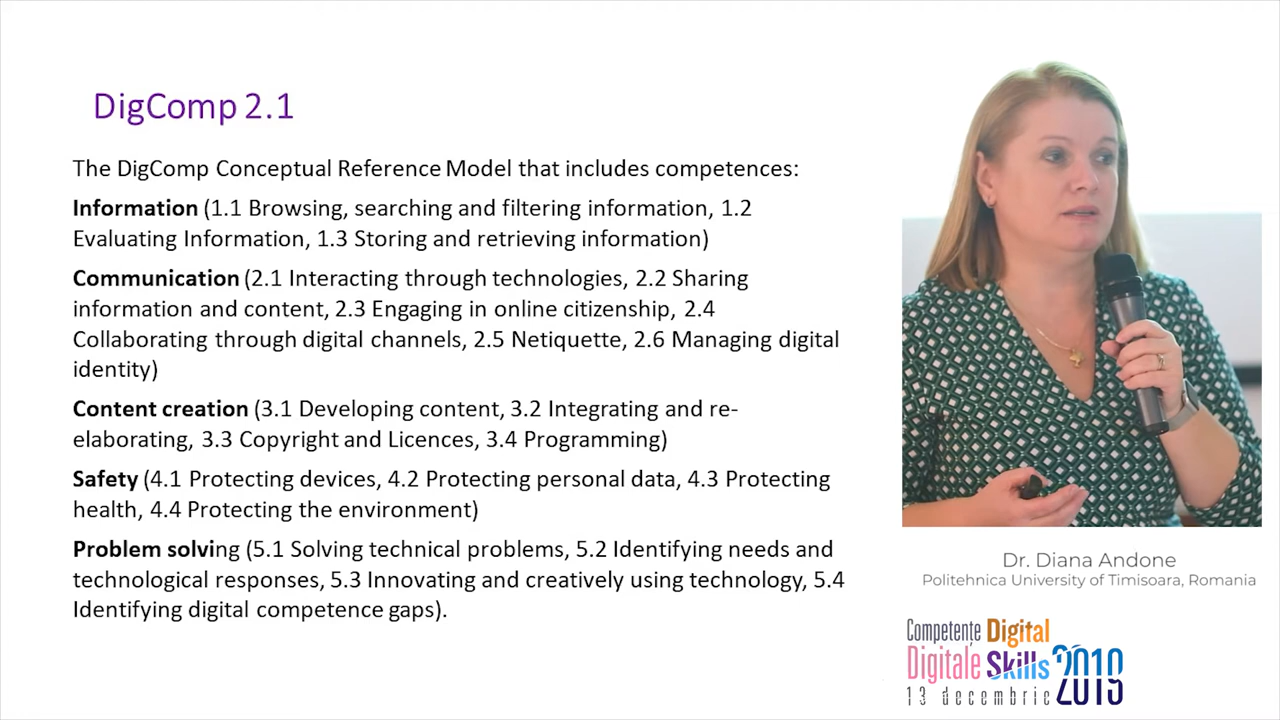 DigComp 2.1
The DigComp Conceptual Reference Model that includes competences:
Information (1.1 Browsing, searching and filtering information, 1.2
Evaluating Information, 1.3 Storing and retrieving information)
Communication (2.1 Interacting through technologies, 2.2 Sharing
information and content, 2.3 Engaging in online citizenship, 2.4
Collaborating through digital channels, 2.5 Netiquette, 2.6 Managing digital
identity)
Content creation (3.1 Developing content, 3.2 Integrating and re-
elaborating, 3.3 Copyright and Licences, 3.4 Programming)
Safety (4.1 Protecting devices, 4.2 Protecting personal data, 4.3 Protecting
health, 4.4 Protecting the environment)
Problem solving (5.1 Solving technical problems, 5.2 Identifying needs and
technological responses, 5.3 Innovating and creatively using technology, 5.4
Identifying digital competence gaps).
Dr. Diana Andone
Politehnica University of Timisoara, Romania
Competențe Digital
Digitale Skills 2019
13 decembrie